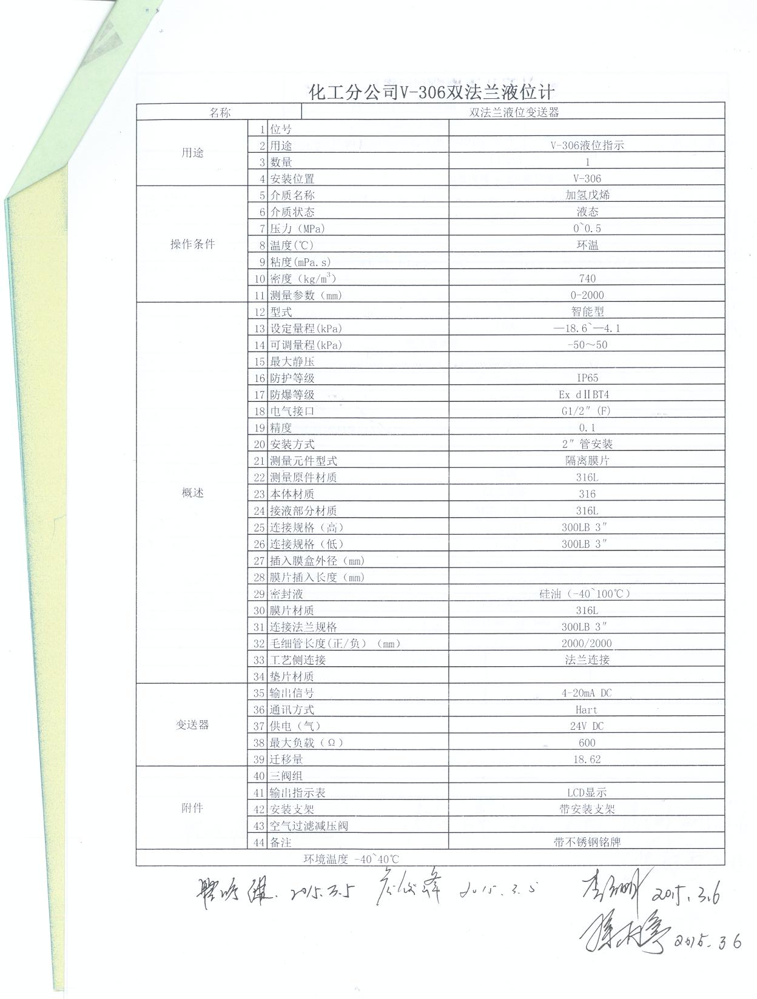 化工分公司V-306双法兰液位计
名称 双法兰液位变送器
用途
1 位号
2 用途 V-306液位指示
3 数量 1
4 安装位置 V-306
操作条件
5 介质名称 加氢戊烯
6 介质状态 液态
7 压力（MPa) 0~0.5
8 温度(℃) 环温
9 粘度(mPa.s)
10 密度（kg/m³） 740
11 测量参数（mm) 0-2000
概述
12 型式 智能型
13 设定量程(kPa) —18.6~—4.1
14 可调量程(kPa) -50～50
15 最大静压
16 防护等级 IP65
17 防爆等级 Ex dⅡBT4
18 电气接口 G1/2″(F)
19 精度 0.1
20 安装方式 2″管安装
21 测量元件型式 隔离膜片
22 测量原件材质 316L
23 本体材质 316
24 接液部分材质 316L
25 连接规格（高） 300LB 3″
26 连接规格（低） 300LB 3″
27 插入膜盒外径（mm)
28 膜片插入长度（mm)
29 密封液 硅油（-40~100℃）
30 膜片材质 316L
31 连接法兰规格 300LB 3″
32 毛细管长度(正/负）（mm） 2000/2000
33 工艺侧连接 法兰连接
34 垫片材质
变送器
35 输出信号 4-20mA DC
36 通讯方式 Hart
37 供电（气） 24V DC
38 最大负载（Ω） 600
39 迁移量 18.62
附件
40 三阀组
41 输出指示表 LCD显示
42 安装支架 带安装支架
43 空气过滤减压阀
44 备注 带不锈钢铭牌
环境温度 -40~40℃
2015.3.5 2015.3.5 2015.3.6
2015.3 6